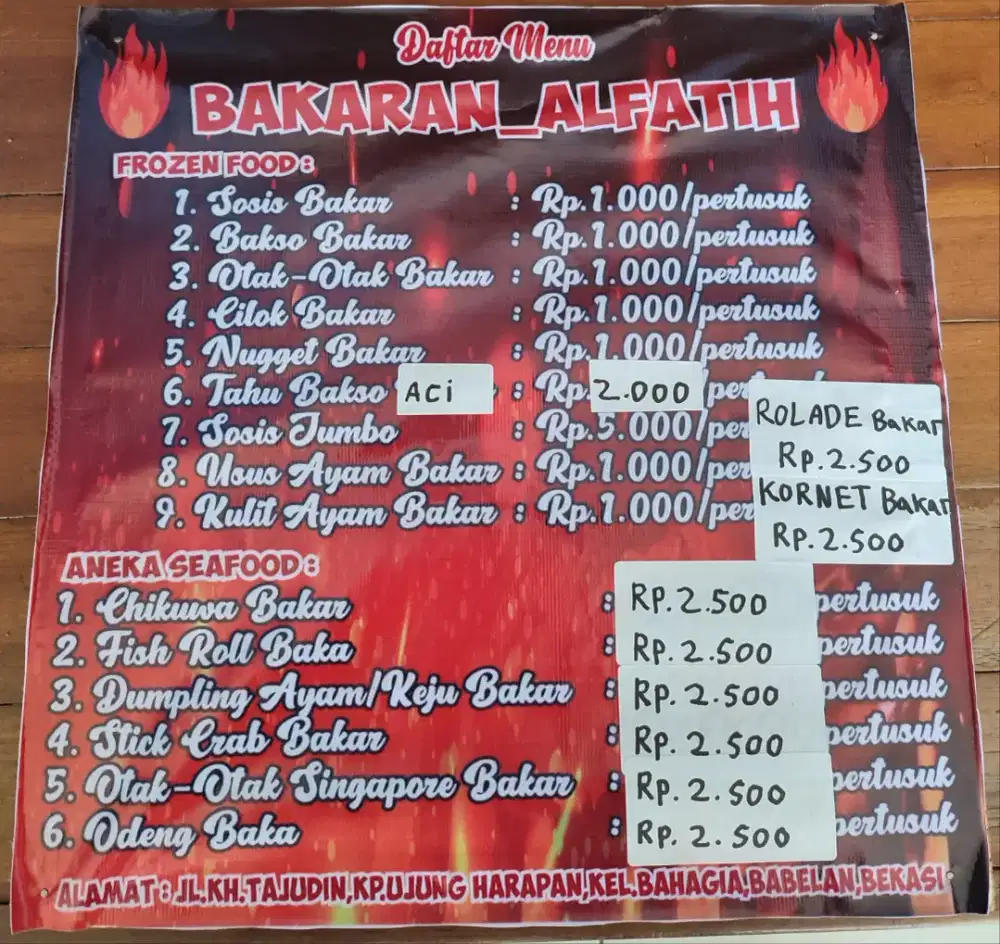 Daftar Menu
BAKARAN_ALFATIH
FROZEN FOOD :
1. Sosis Bakar : Rp.1.000/pertusuk
2. Bakso Bakar : Rp.1.000/pertusuk
3. Otak-Otak Bakar : Rp.1.000/pertusuk
4. Cilok Bakar : Rp.1.000/pertusuk
5. Nugget Bakar : Rp.1.000/pertusuk
6. Tahu Bakso ACi : Rp.2.000
7. Sosis Jumbo : Rp.5.000/per
8. Usus Ayam Bakar : Rp.1.000/per
9. Kulit Ayam Bakar : Rp.1.000/per
ROLADE Bakar
Rp.2.500
KORNET Bakar
Rp.2.500
ANEKA SEAFOOD :
1. Chikuwa Bakar : RP.2.500 pertusuk
2. Fish Roll Baka : RP.2.500 pertusuk
3. Dumpling Ayam/Keju Bakar : RP.2.500 pertusuk
4. Stick Crab Bakar : RP.2.500 pertusuk
5. Otak-Otak Singapore Bakar : RP.2.500 pertusuk
6. Odeng Baka : RP.2.500 pertusuk
ALAMAT : JL.KH.TAJUDIN,KP.UJUNG HARAPAN,KEL.BAHAGIA,BABELAN,BEKASI